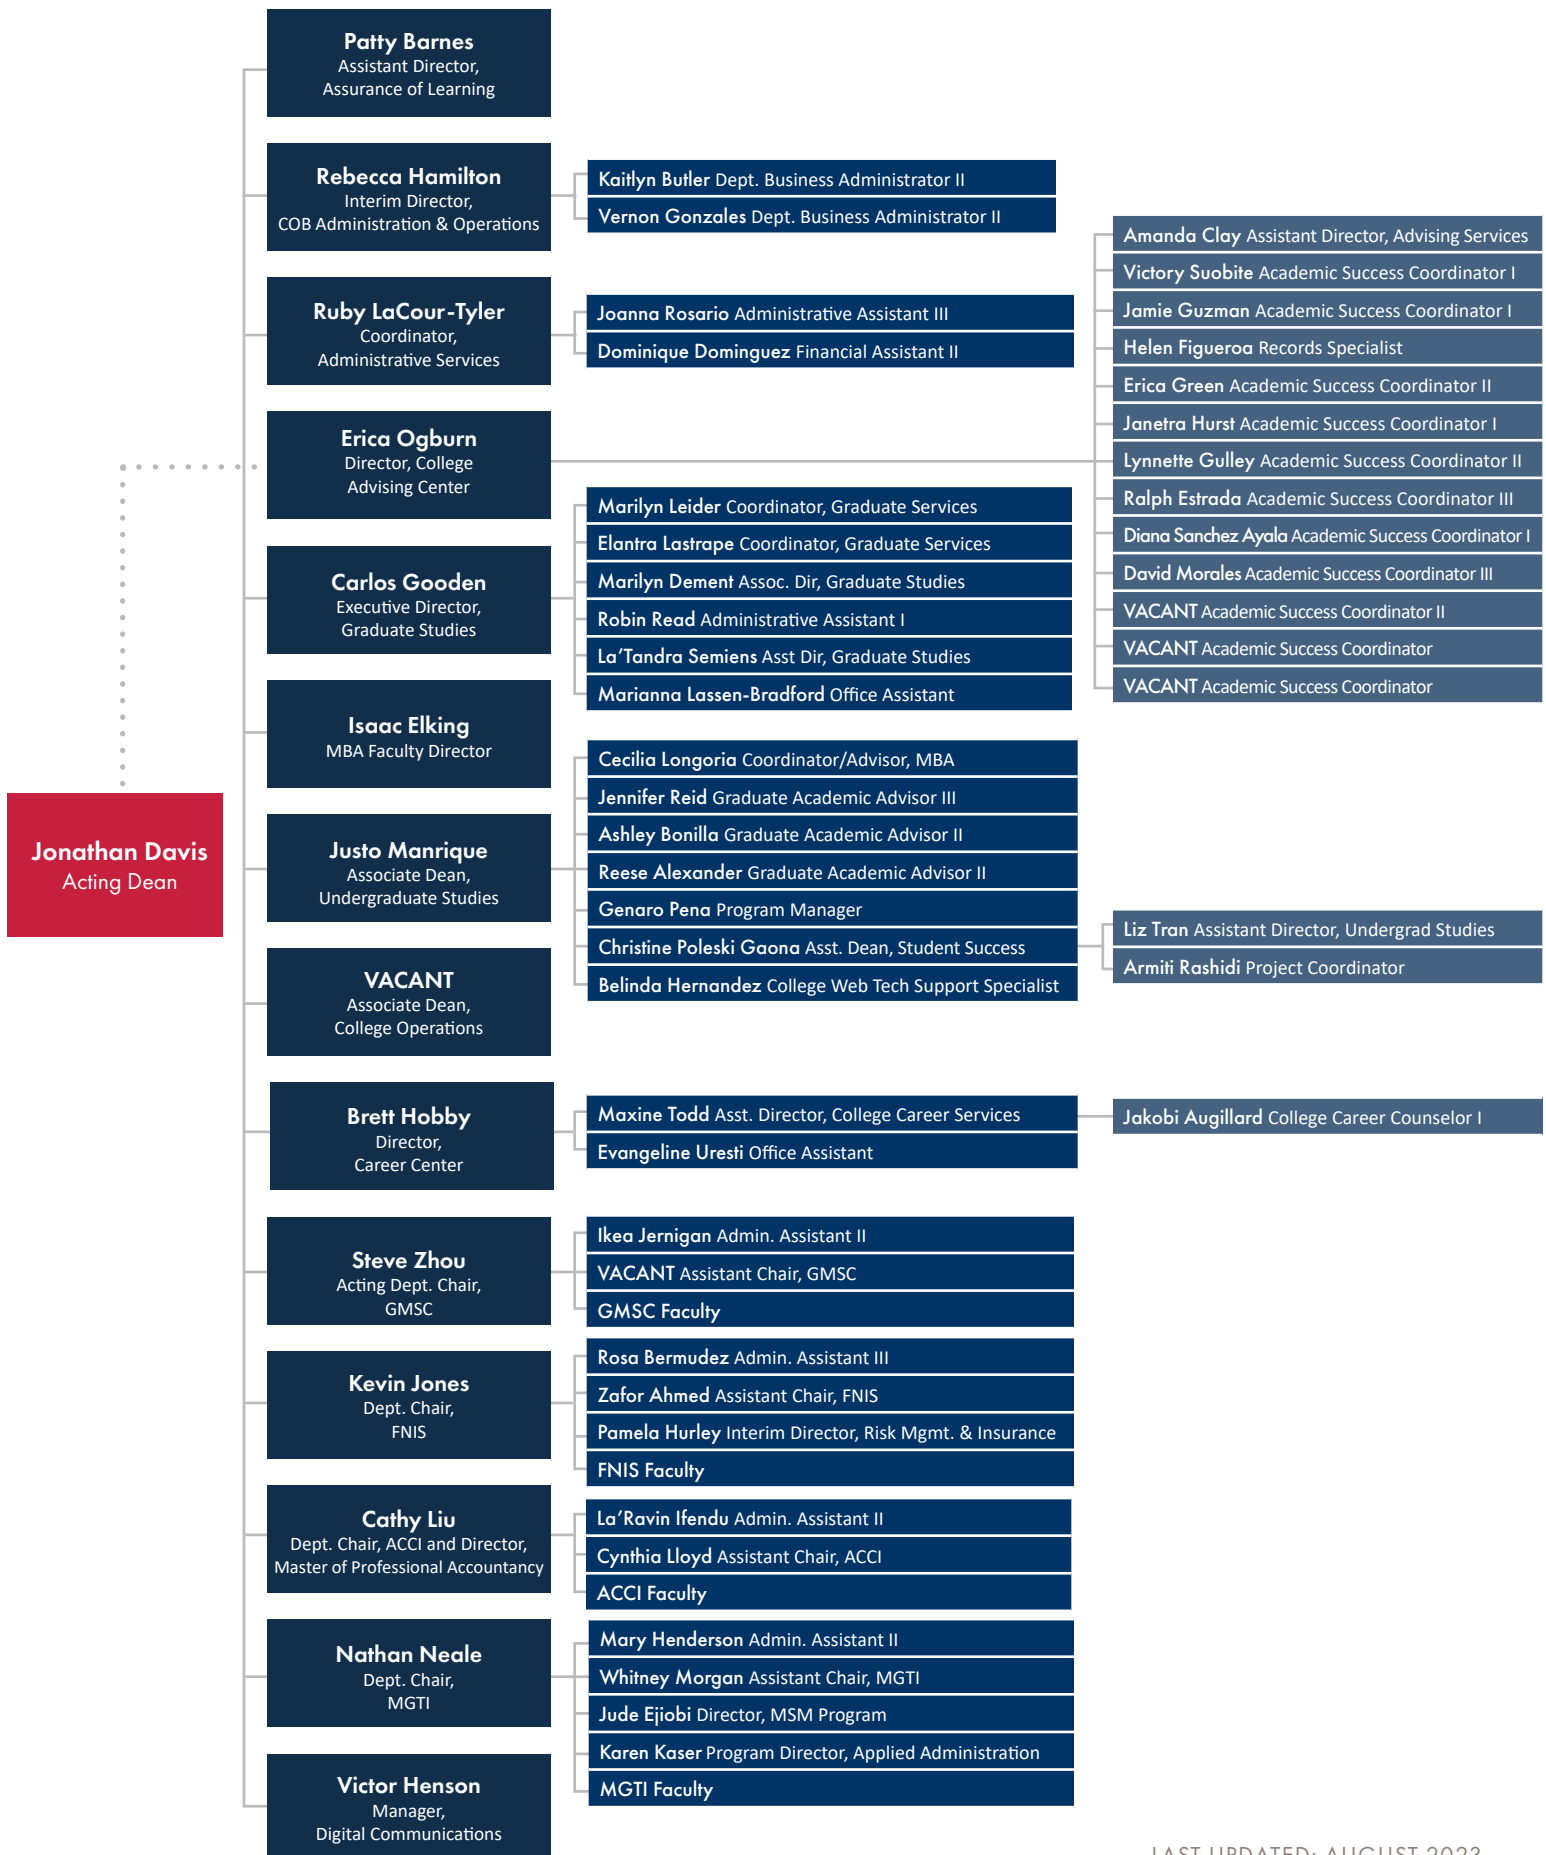 Patty Barnes
Assistant Director,
Assurance of Learning
Rebecca Hamilton
Interim Director,
COB Administration & Operations
Kaitlyn Butler Dept. Business Administrator II
Vernon Gonzales Dept. Business Administrator II
Ruby LaCour-Tyler
Coordinator,
Administrative Services
Joanna Rosario Administrative Assistant III
Dominique Dominguez Financial Assistant II
Erica Ogburn
Director, College
Advising Center
Amanda Clay Assistant Director, Advising Services
Victory Suobite Academic Success Coordinator I
Jamie Guzman Academic Success Coordinator I
Helen Figueroa Records Specialist
Erica Green Academic Success Coordinator II
Janetra Hurst Academic Success Coordinator I
Lynnette Gulley Academic Success Coordinator II
Ralph Estrada Academic Success Coordinator III
Diana Sanchez Ayala Academic Success Coordinator I
David Morales Academic Success Coordinator III
VACANT Academic Success Coordinator II
VACANT Academic Success Coordinator
VACANT Academic Success Coordinator
Carlos Gooden
Executive Director,
Graduate Studies
Marilyn Leider Coordinator, Graduate Services
Elantra Lastrape Coordinator, Graduate Services
Marilyn Dement Assoc. Dir, Graduate Studies
Robin Read Administrative Assistant I
La'Tandra Semiens Asst Dir, Graduate Studies
Marianna Lassen-Bradford Office Assistant
Isaac Elking
MBA Faculty Director
Jonathan Davis
Acting Dean
Justo Manrique
Associate Dean,
Undergraduate Studies
Cecilia Longoria Coordinator/Advisor, MBA
Jennifer Reid Graduate Academic Advisor III
Ashley Bonilla Graduate Academic Advisor II
Reese Alexander Graduate Academic Advisor II
Genaro Pena Program Manager
Christine Poleski Gaona Asst. Dean, Student Success
Belinda Hernandez College Web Tech Support Specialist
Liz Tran Assistant Director, Undergrad Studies
Armiti Rashidi Project Coordinator
VACANT
Associate Dean,
College Operations
Brett Hobby
Director,
Career Center
Maxine Todd Asst. Director, College Career Services
Evangeline Uresti Office Assistant
Jakobi Augillard College Career Counselor I
Steve Zhou
Acting Dept. Chair,
GMSC
Ikea Jernigan Admin. Assistant II
VACANT Assistant Chair, GMSC
GMSC Faculty
Kevin Jones
Dept. Chair,
FNIS
Rosa Bermudez Admin. Assistant III
Zafor Ahmed Assistant Chair, FNIS
Pamela Hurley Interim Director, Risk Mgmt. & Insurance
FNIS Faculty
Cathy Liu
Dept. Chair, ACCI and Director,
Master of Professional Accountancy
La'Ravin Ifendu Admin. Assistant II
Cynthia Lloyd Assistant Chair, ACCI
ACCI Faculty
Nathan Neale
Dept. Chair,
MGTI
Mary Henderson Admin. Assistant II
Whitney Morgan Assistant Chair, MGTI
Jude Ejiobi Director, MSM Program
Karen Kaser Program Director, Applied Administration
MGTI Faculty
Victor Henson
Manager,
Digital Communications
LAST UPDATED: AUGUST 2023